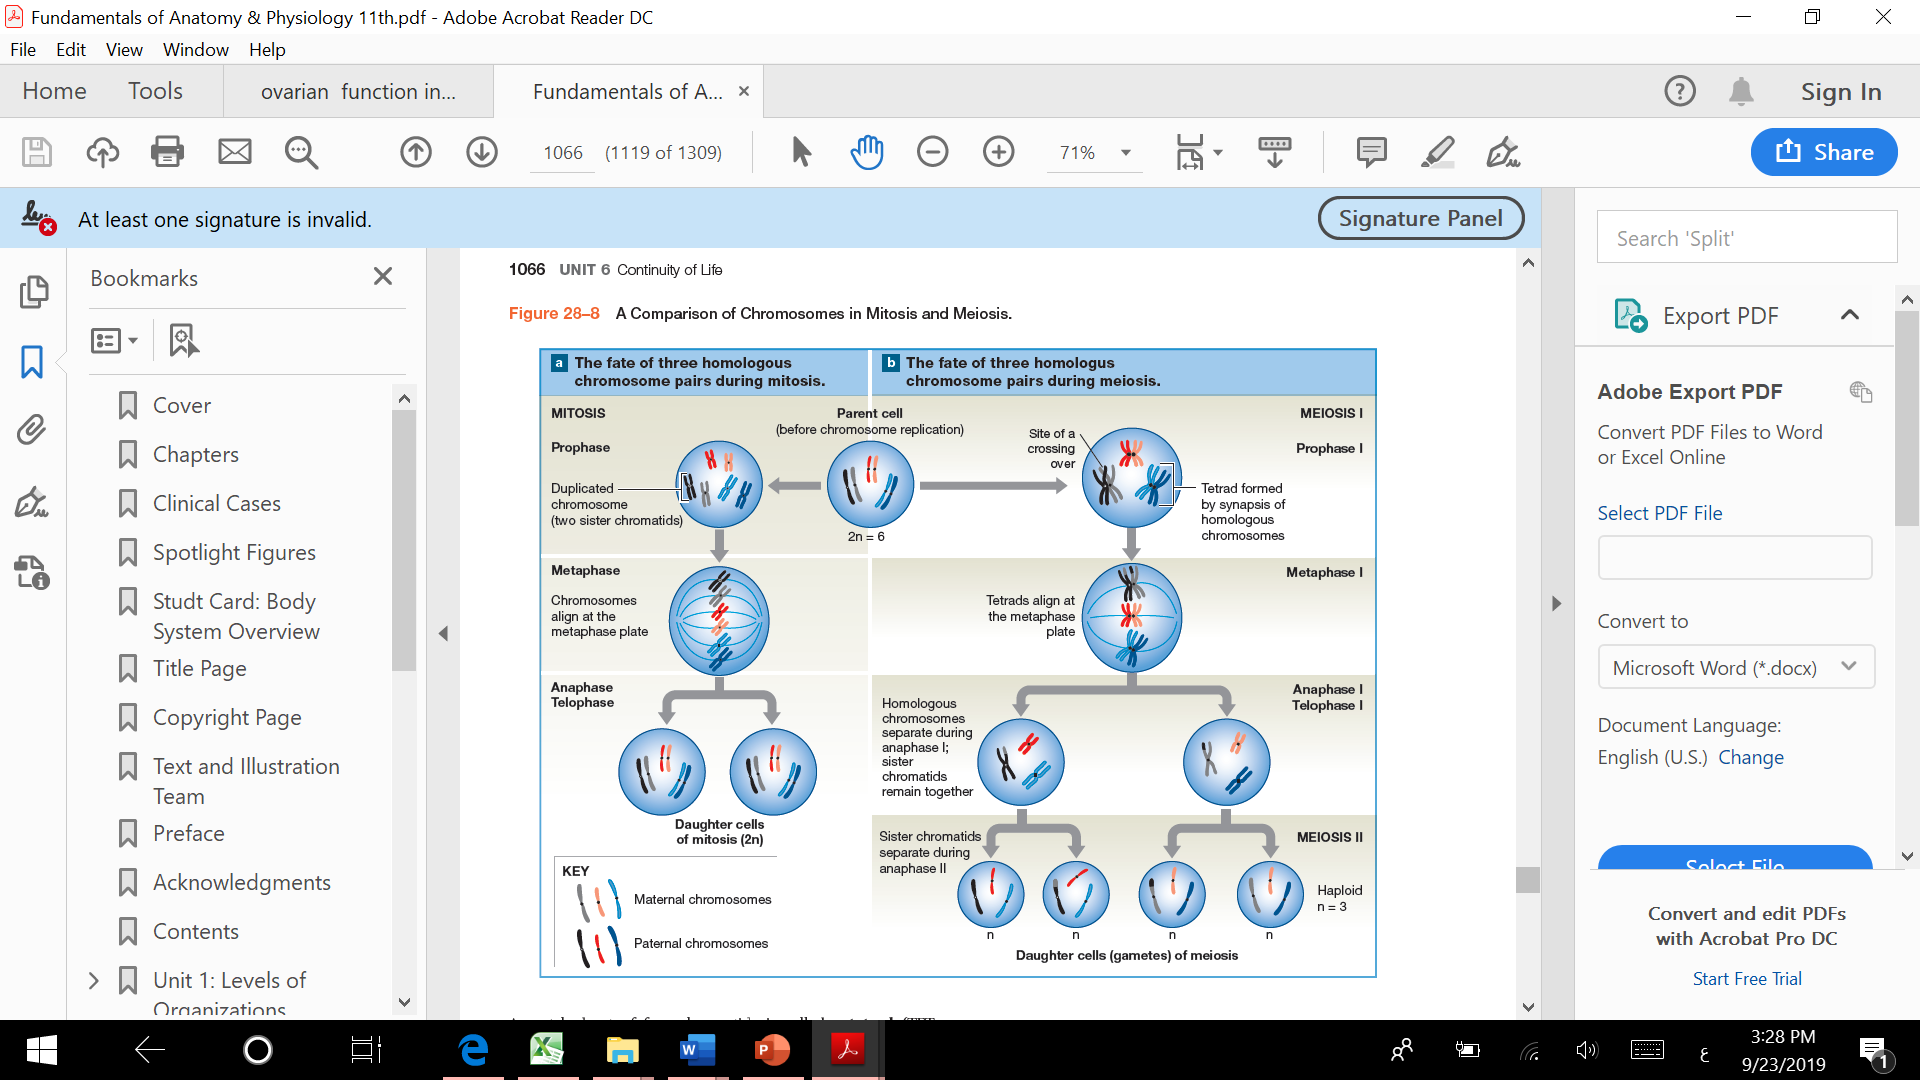 Fundamentals of Anatomy & Physiology 11th.pdf - Adobe Acrobat Reader DC
File Edit View Window Help
Home Tools ovarian function in... Fundamentals of A... × Sign In
1066 (1119 of 1309) 71% Share
At least one signature is invalid. Signature Panel
Bookmarks
Cover
Chapters
Clinical Cases
Spotlight Figures
Studt Card: Body
System Overview
Title Page
Copyright Page
Text and Illustration
Team
Preface
Acknowledgments
Contents
Unit 1: Levels of
Organizations
1066 UNIT 6 Continuity of Life
Figure 28–8 A Comparison of Chromosomes in Mitosis and Meiosis.
a The fate of three homologous
chromosome pairs during mitosis.
b The fate of three homologus
chromosome pairs during meiosis.
MITOSIS
Prophase
Duplicated
chromosome
(two sister chromatids)
Parent cell
(before chromosome replication)
2n = 6
MEIOSIS I
Prophase I
Site of a
crossing
over
Tetrad formed
by synapsis of
homologous
chromosomes
Metaphase
Chromosomes
align at the
metaphase plate
Metaphase I
Tetrads align at
the metaphase
plate
Anaphase
Telophase
Daughter cells
of mitosis (2n)
Anaphase I
Telophase I
Homologous
chromosomes
separate during
anaphase I;
sister
chromatids
remain together
MEIOSIS II
Sister chromatids
separate during
anaphase II
n n n n
Haploid
n = 3
Daughter cells (gametes) of meiosis
KEY
Maternal chromosomes
Paternal chromosomes
Search 'Split'
Export PDF
Adobe Export PDF
Convert PDF Files to Word
or Excel Online
Select PDF File
Convert to
Microsoft Word (*.docx)
Document Language:
English (U.S.) Change
Select File
Convert and edit PDFs
with Acrobat Pro DC
Start Free Trial
ع
3:28 PM
9/23/2019
1